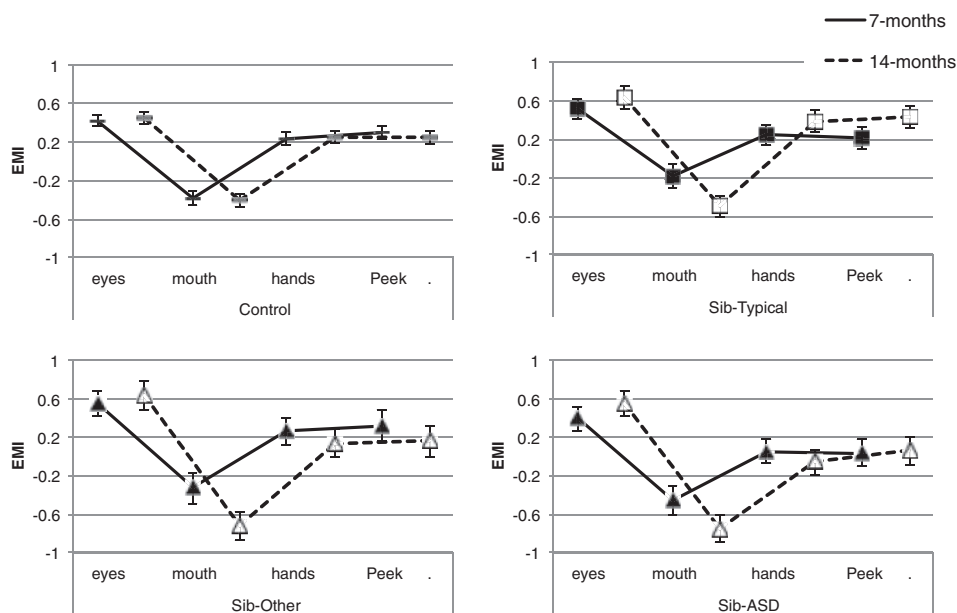 7-months
14-months
1
0.6
0.2
-0.2
-0.6
-1
EMI
eyes mouth hands Peek .
Control
1
0.6
0.2
-0.2
-0.6
-1
EMI
eyes mouth hands Peek .
Sib-Typical
1
0.6
0.2
-0.2
-0.6
-1
EMI
eyes mouth hands Peek .
Sib-Other
1
0.6
0.2
-0.2
-0.6
-1
EMI
eyes mouth hands Peek .
Sib-ASD